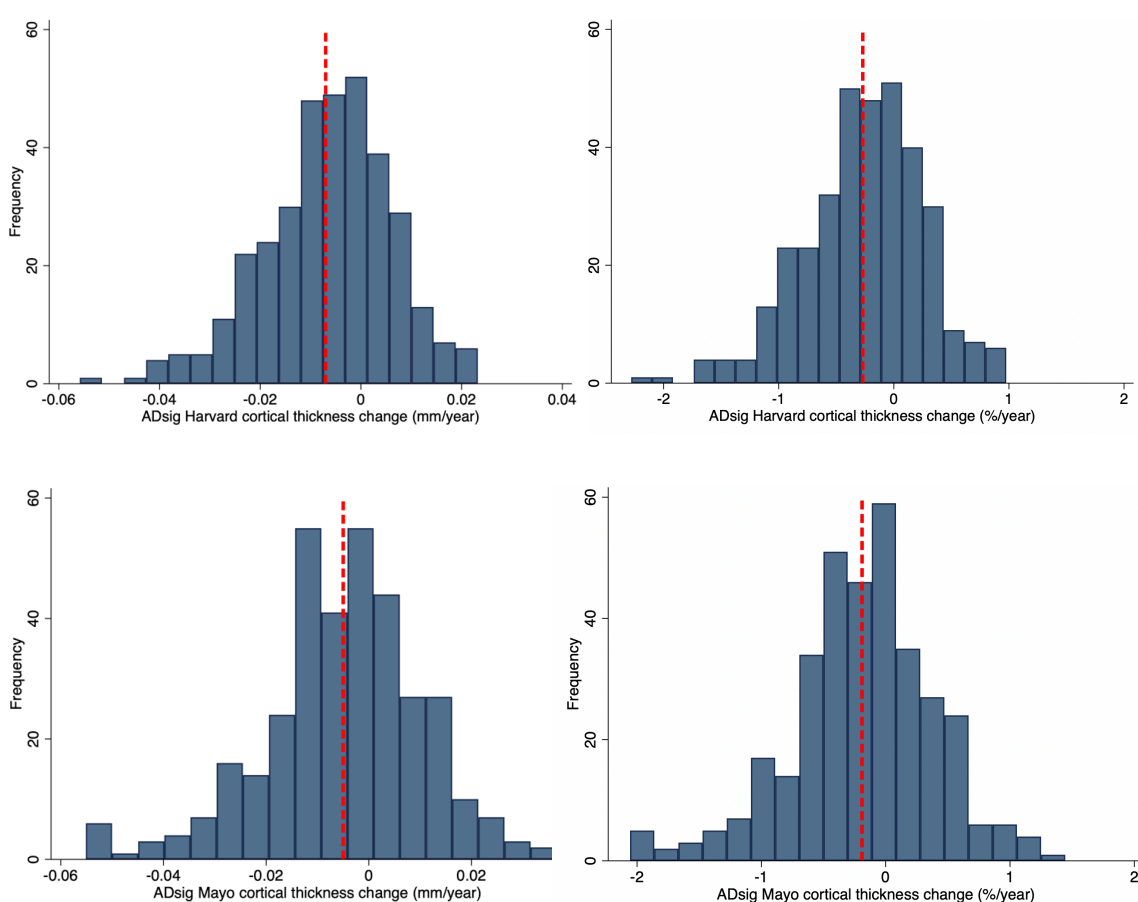 60
40
20
0
Frequency
-0.06 -0.04 -0.02 0 0.02 0.04
ADsig Harvard cortical thickness change (mm/year)
60
40
20
0
-2 -1 0 1 2
ADsig Harvard cortical thickness change (%/year)
60
40
20
0
Frequency
-0.06 -0.04 -0.02 -0 0.02
ADsig Mayo cortical thickness change (mm/year)
60
40
20
0
Frequency
-2 -1 0 1 2
ADsig Mayo cortical thickness change (%/year)